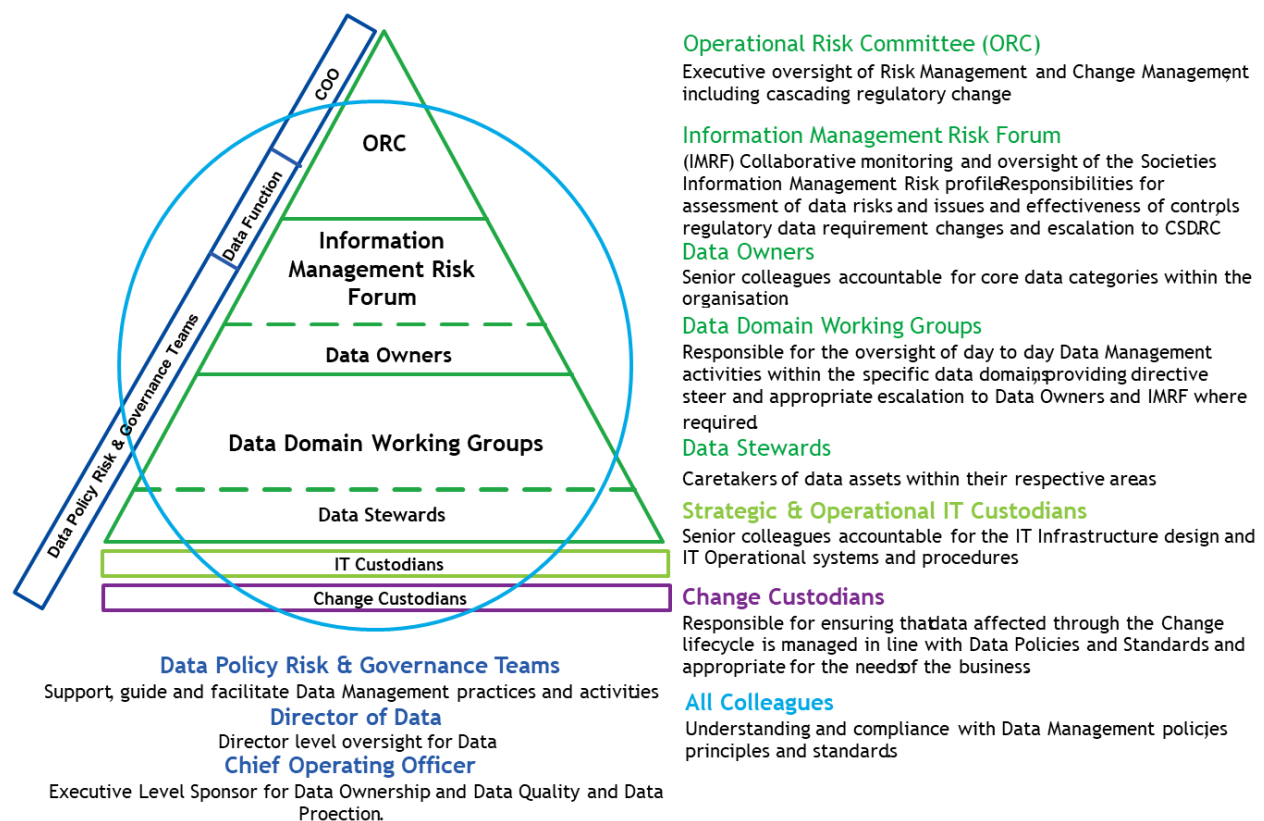 COO
Data Function
Data Policy Risk & Governance Teams
ORC
Information
Management Risk
Forum
Data Owners
Data Domain Working Groups
Data Stewards
IT Custodians
Change Custodians
Data Policy Risk & Governance Teams
Support, guide and facilitate Data Management practices and activities
Director of Data
Director level oversight for Data
Chief Operating Officer
Executive Level Sponsor for Data Ownership and Data Quality and Data
Proection.
Operational Risk Committee (ORC)
Executive oversight of Risk Management and Change Management,
including cascading regulatory change
Information Management Risk Forum
(IMRF) Collaborative monitoring and oversight of the Societies
Information Management Risk profile. Responsibilities for
assessment of data risks and issues and effectiveness of controls,
regulatory data requirement changes and escalation to CSDRC.
Data Owners
Senior colleagues accountable for core data categories within the
organisation
Data Domain Working Groups
Responsible for the oversight of day to day Data Management
activities within the specific data domains, providing directive
steer and appropriate escalation to Data Owners and IMRF where
required.
Data Stewards
Caretakers of data assets within their respective areas
Strategic & Operational IT Custodians
Senior colleagues accountable for the IT Infrastructure design and
IT Operational systems and procedures
Change Custodians
Responsible for ensuring that data affected through the Change
lifecycle is managed in line with Data Policies and Standards and
appropriate for the needs of the business
All Colleagues
Understanding and compliance with Data Management policies,
principles and standards.